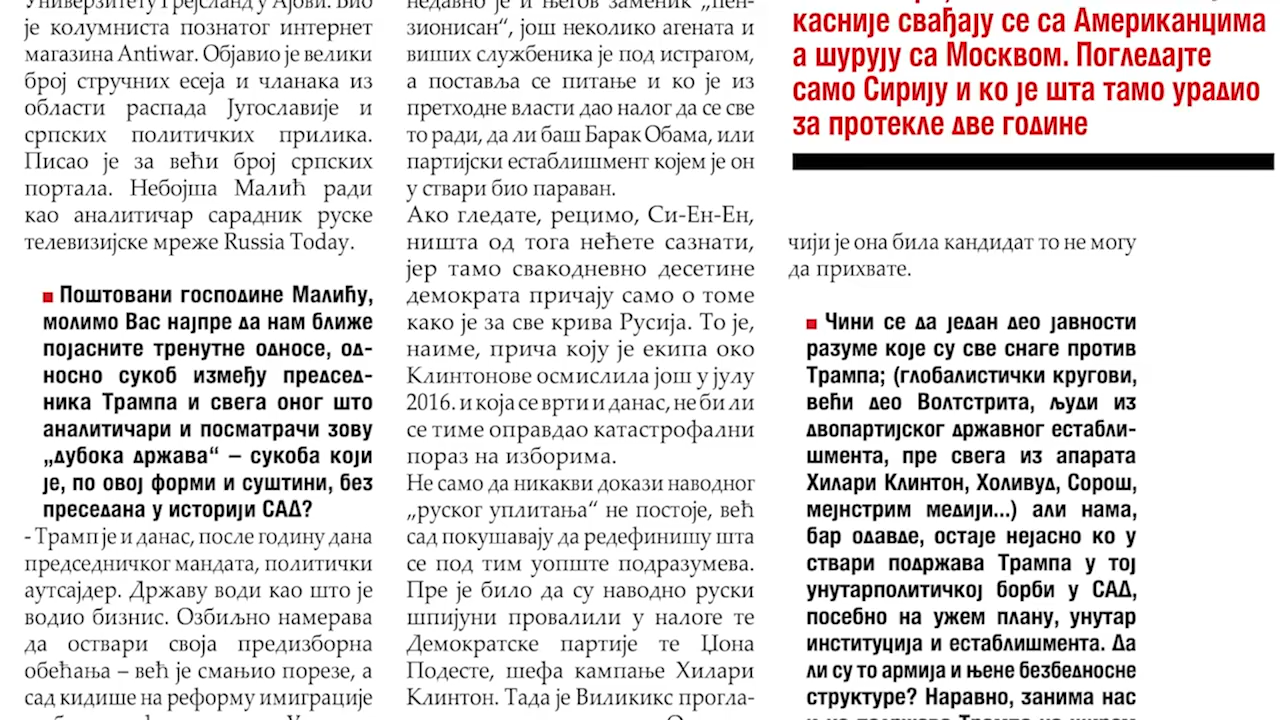 Универзитету Грејсланд у Ајови. Био
је колумниста познатог интернет
магазина Antiwar. Објавио је велики
број стручних есеја и чланака из
области распада Југославије и
српских политичких прилика.
Писао је за већи број српских
портала. Небојша Малић ради
као аналитичар сарадник руске
телевизијске мреже Russia Today.
Поштовани господине Малићу,
молимо Вас најпре да нам ближе
појасните тренутне односе, од-
носно сукоб између председ-
ника Трампа и свега оног што
аналитичари и посматрачи зову
„дубока држава“ – сукоба који
је, по овој форми и суштини, без
преседана у историји САД?
- Трамп је и данас, после годину дана
председничког мандата, политички
аутсајдер. Државу води као што је
водио бизнис. Озбиљно намерава
да оствари своја предизборна
обећања – већ је смањио порезе, а
сад кидише на реформу имиграције
недавно је и његов заменик „пен-
зионисан“, још неколико агената и
виших службеника је под истрагом,
а поставља се питање и ко је из
претходне власти дао налог да се све
то ради, да ли баш Барак Обама, или
партијски естаблишмент којем је он
у ствари био параван.
Ако гледате, рецимо, Си-Ен-Ен,
ништа од тога нећете сазнати,
јер тамо свакодневно десетине
демократа причају само о томе
како је за све крива Русија. То је,
наиме, прича коју је екипа око
Клинтонове осмислила још у јулу
2016. и која се врти и данас, не би ли
се тиме оправдао катастрофални
пораз на изборима.
Не само да никакви докази наводног
„руског уплитања“ не постоје, већ
сад покушавају да редефинишу шта
се под тим уопште подразумева.
Пре је било да су наводно руски
шпијуни провалили у налоге те
Демократске партије те Џона
Подесте, шефа кампање Хилари
Клинтон. Тада је Виликикс прогла-
касније свађају се са Американцима
а шурују са Москвом. Погледајте
само Сирију и ко је шта тамо урадио
за протекле две године
чији је она била кандидат то не могу
да прихвате.
Чини се да један део јавности
разуме које су све снаге против
Трампа; (глобалистички кругови,
већи део Волтстрита, људи из
двопартијског државног естабли-
шмента, пре свега из апарата
Хилари Клинтон, Холивуд, Сорош,
мејнстрим медији...) али нама,
бар одавде, остаје нејасно ко у
ствари подржава Трампа у тој
унутарполитичкој борби у САД,
посебно на ужем плану, унутар
институција и естаблишмента. Да
ли су то армија и њене безбедносне
структуре? Наравно, занима нас